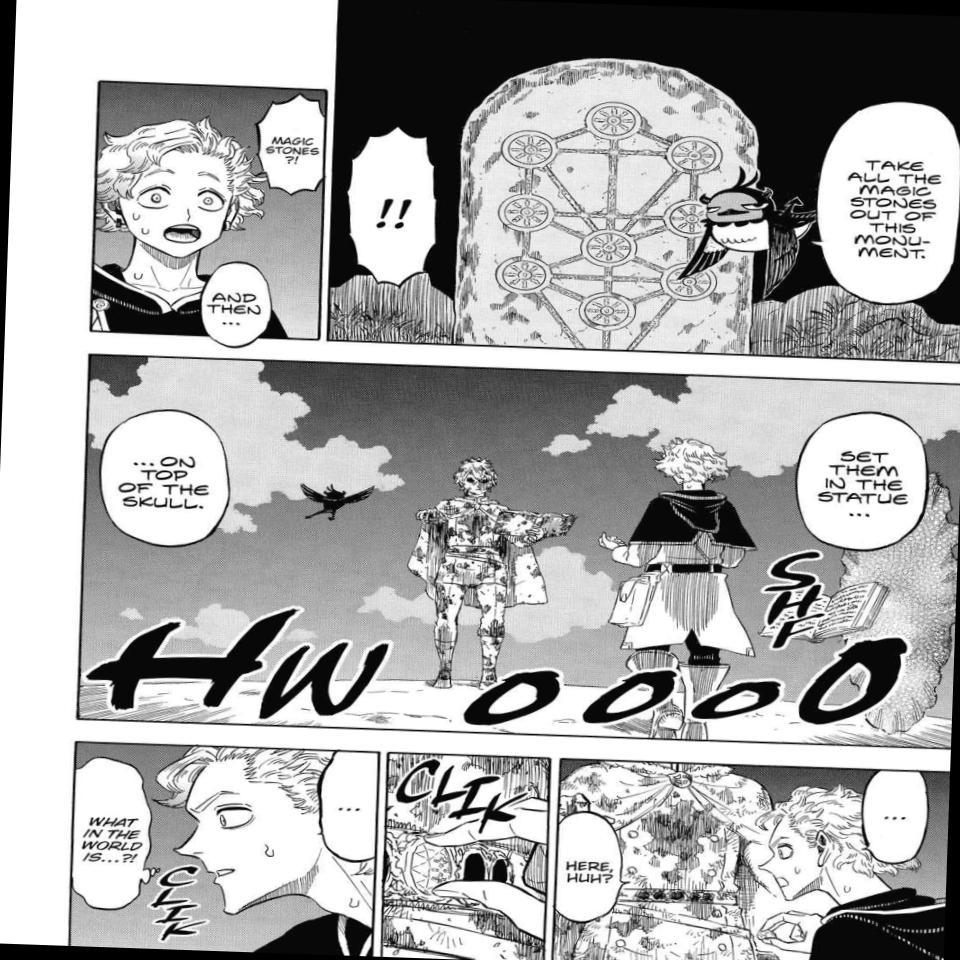 TAKE
ALL THE
MAGIC
STONES
OUT OF
THIS
MONU-
MENT.
!!
MAGIC
STONES
?!
AND
THEN
...
SET
THEM
IN THE
STATUE
...
SHF
...ON
TOP
OF THE
SKULL.
HWOOOO
...
HERE,
HUH?
CLIK
...
WHAT
IN THE
WORLD
IS...?!
CLIK